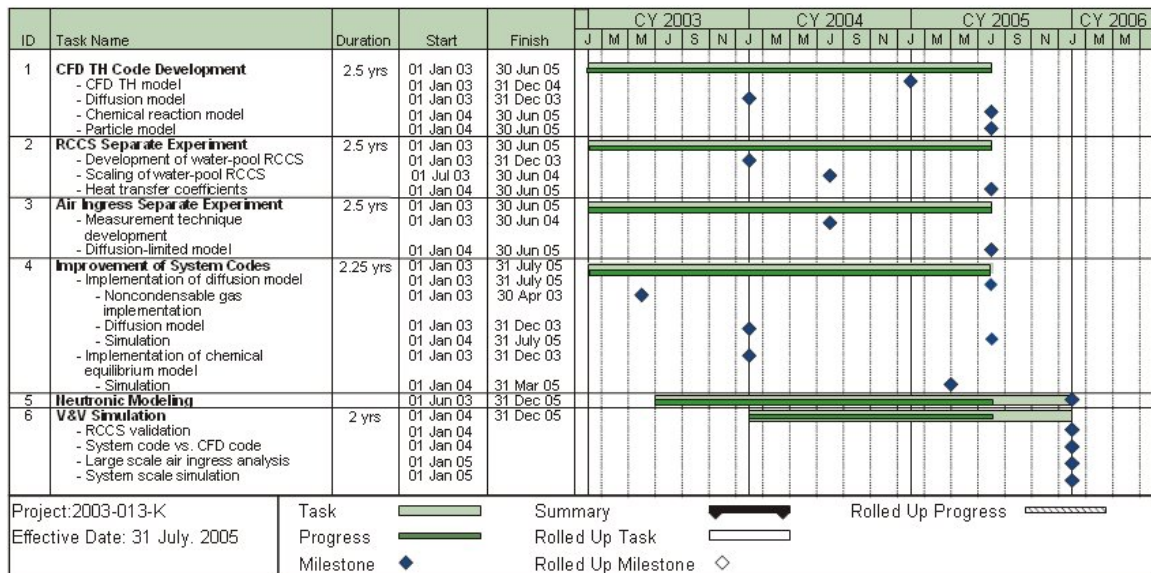 CY 2003 CY 2004 CY 2005 CY 2006
ID Task Name Duration Start Finish J M M J S N J M M J S N J M M J S N J M M
1 CFD TH Code Development 2.5 yrs 01 Jan 03 30 Jun 05
- CFD TH model 01 Jan 03 31 Dec 04
- Diffusion model 01 Jan 03 31 Dec 03
- Chemical reaction model 01 Jan 04 30 Jun 05
- Particle model 01 Jan 04 30 Jun 05
2 RCCS Separate Experiment 2.5 yrs 01 Jan 03 30 Jun 05
- Development of water-pool RCCS 01 Jan 03 31 Dec 03
- Scaling of water-pool RCCS 01 Jul 03 30 Jun 04
- Heat transfer coefficients 01 Jan 04 30 Jun 05
3 Air Ingress Separate Experiment 2.5 yrs 01 Jan 03 30 Jun 05
- Measurement technique 01 Jan 03 30 Jun 04
development
- Diffusion-limited model 01 Jan 04 30 Jun 05
4 Improvement of System Codes 2.25 yrs 01 Jan 03 31 July 05
- Implementation of diffusion model 01 Jan 03 31 July 05
- Noncondensable gas 01 Jan 03 30 Apr 03
implementation
- Diffusion model 01 Jan 03 31 Dec 03
- Simulation 01 Jan 04 31 July 05
- Implementation of chemical 01 Jan 03 31 Dec 03
equilibrium model
- Simulation 01 Jan 04 31 Mar 05
5 Neutronic Modeling 01 Jun 03 31 Dec 05
6 V&V Simulation 2 yrs 01 Jan 04 31 Dec 05
- RCCS validation 01 Jan 04
- System code vs. CFD code 01 Jan 04
- Large scale air ingress analysis 01 Jan 05
- System scale simulation 01 Jan 05
Project:2003-013-K Task Summary Rolled Up Progress
Effective Date: 31 July. 2005 Progress Rolled Up Task
Milestone Rolled Up Milestone